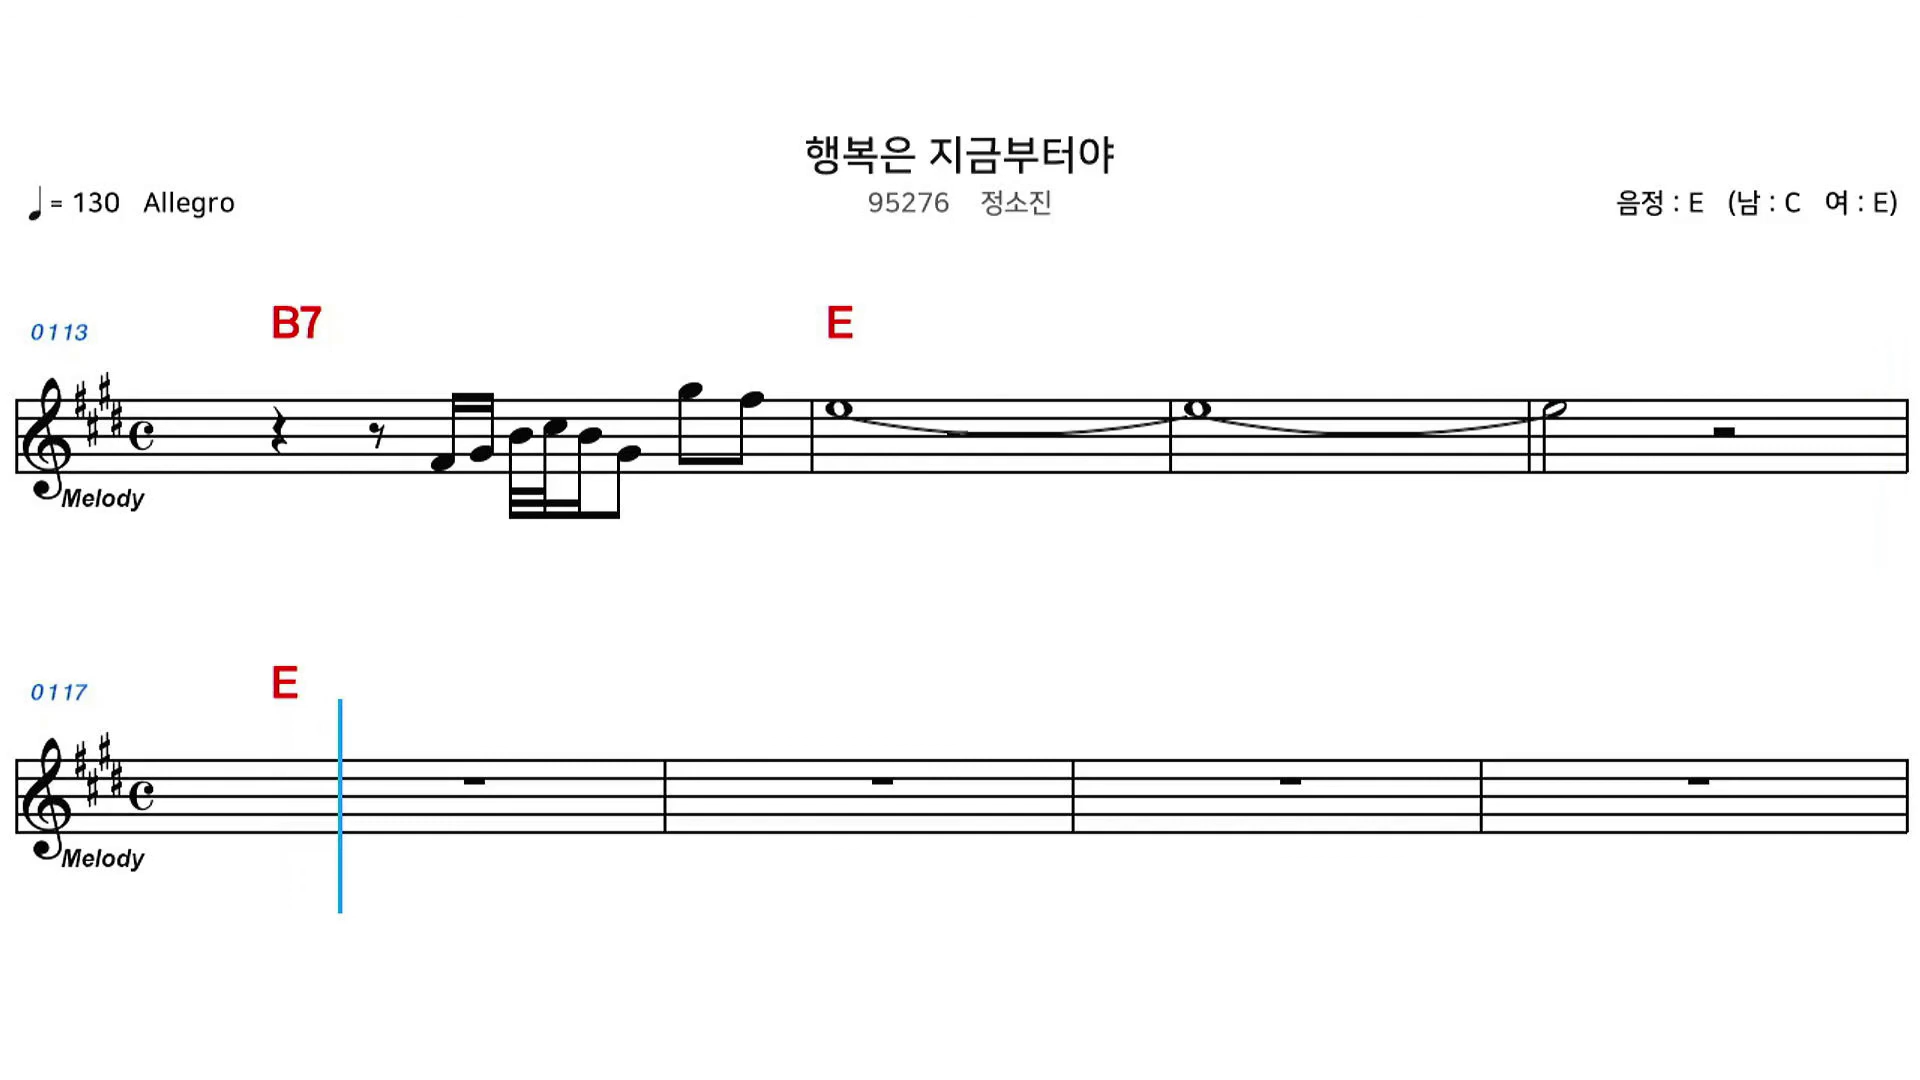 행복은 지금부터야
♩= 130 Allegro
95276 정소진
음정 : E (남 : C 여 : E)
0113 B7 E
Melody
0117 E
Melody